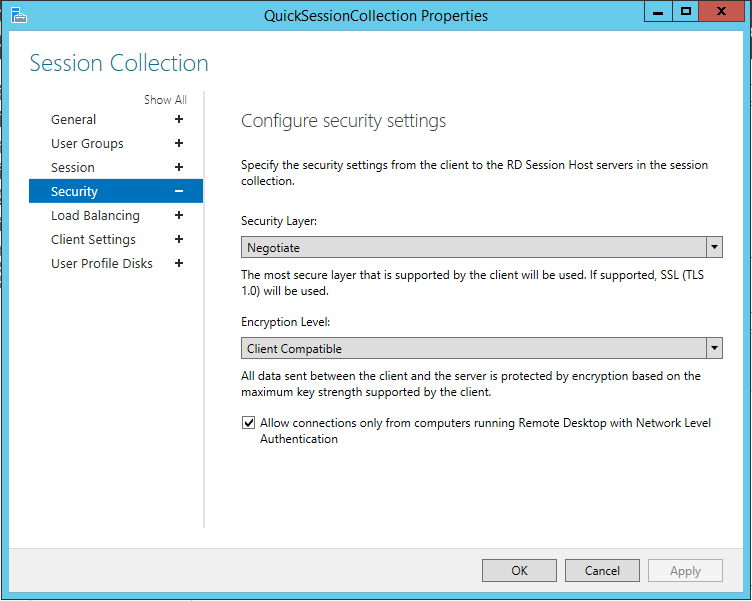 QuickSessionCollection Properties
Session Collection
Show All
General +
User Groups +
Session +
Security −
Load Balancing +
Client Settings +
User Profile Disks +
Configure security settings
Specify the security settings from the client to the RD Session Host servers in the session
collection.
Security Layer:
Negotiate
The most secure layer that is supported by the client will be used. If supported, SSL (TLS
1.0) will be used.
Encryption Level:
Client Compatible
All data sent between the client and the server is protected by encryption based on the
maximum key strength supported by the client.
Allow connections only from computers running Remote Desktop with Network Level
Authentication
OK
Cancel
Apply